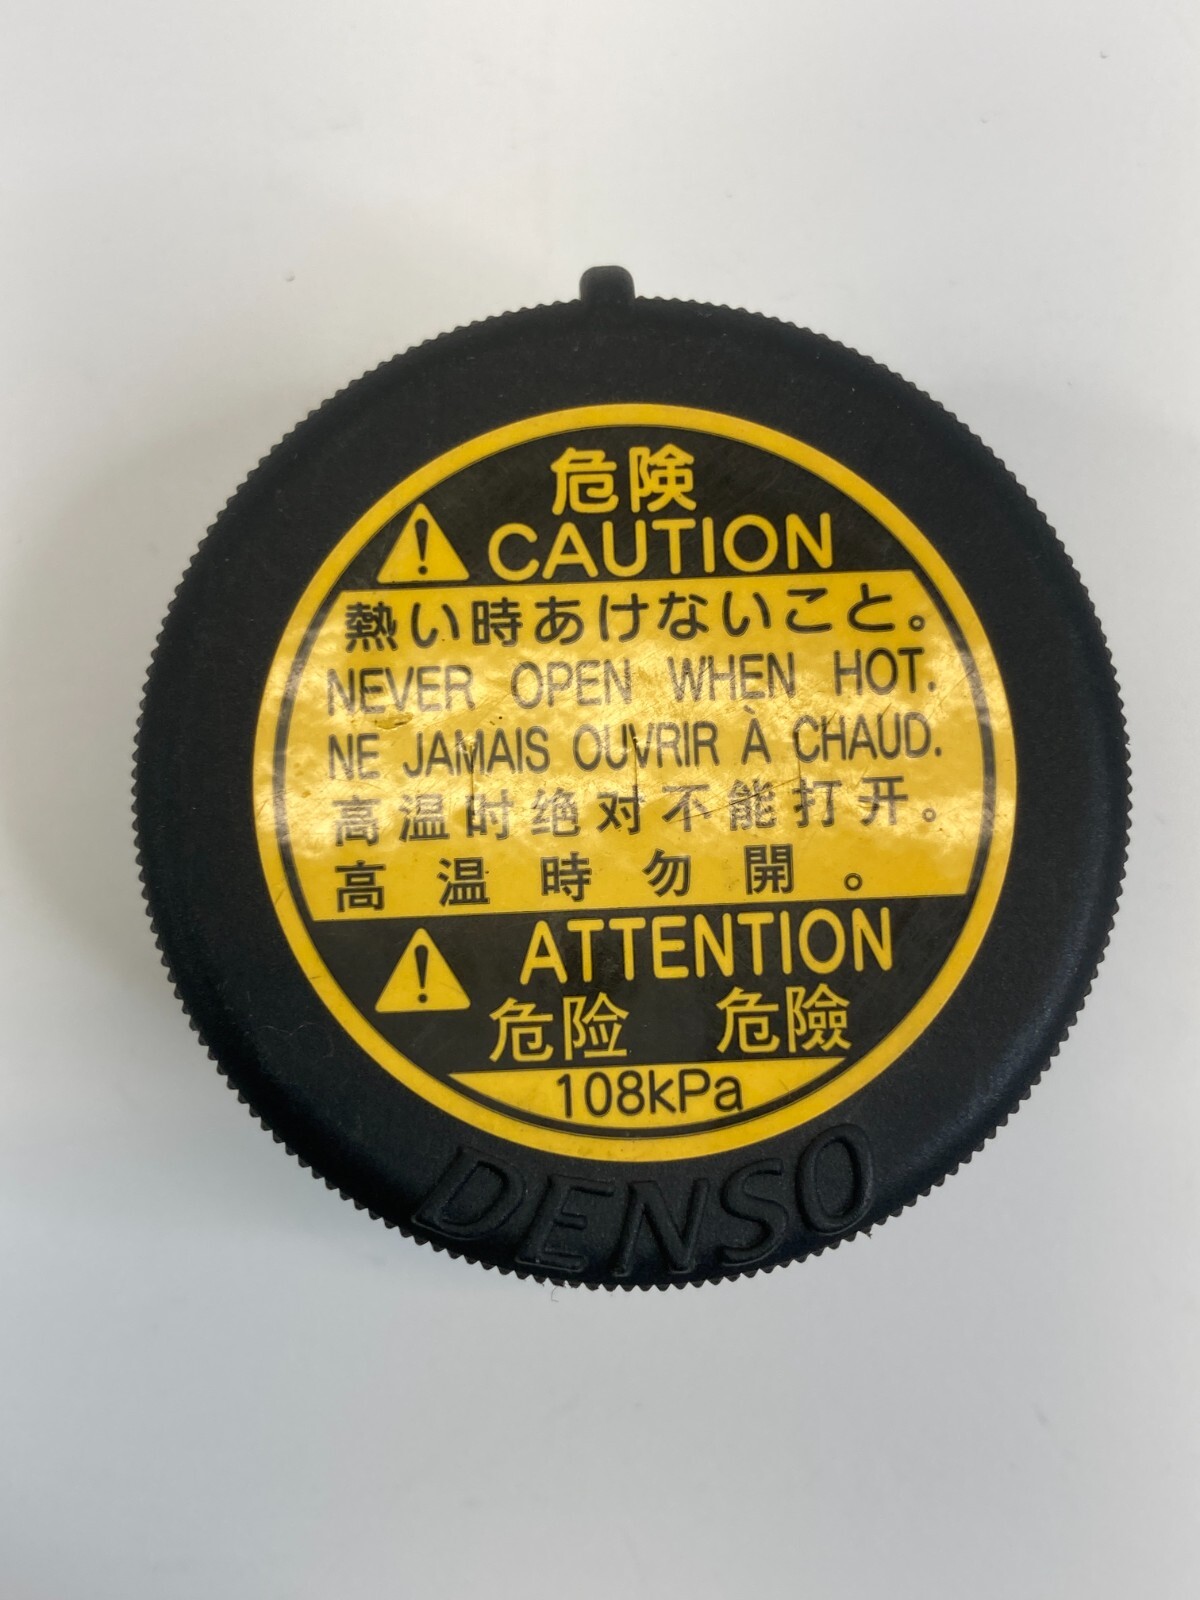 危険
CAUTION
熱い時あけないこと。
NEVER OPEN WHEN HOT.
NE JAMAIS OUVRIR À CHAUD.
高温时绝对不能打开。
高温時勿開。
ATTENTION
危险 危險
108kPa
DENSO